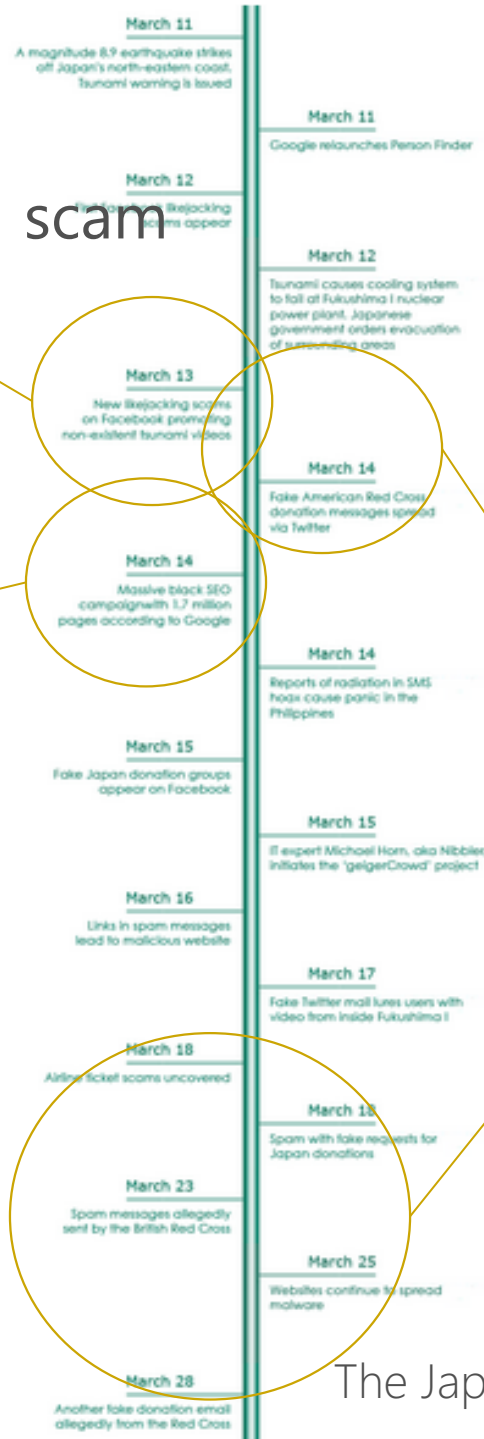 March 11
A magnitude 8.9 earthquake strikes
off Japan's north-eastern coast.
Tsunami warning is issued
March 11
Google relaunches Person Finder
March 12
likejacking
scams appear
scam
March 12
Tsunami causes cooling system
to fail at Fukushima I nuclear
power plant. Japanese
government orders evacuation
of surrounding areas
March 13
New likejacking scams
on Facebook promoting
non-existent tsunami videos
March 14
Fake American Red Cross
donation messages spread
via Twitter
March 14
Massive black SEO
campaignwith 1.7 million
pages according to Google
March 14
Reports of radiation in SMS
hoax cause panic in the
Philippines
March 15
Fake Japan donation groups
appear on Facebook
March 15
IT expert Michael Horn, aka Nibbler
initiates the 'geigerCrowd' project
March 16
Links in spam messages
lead to malicious website
March 17
Fake Twitter mail lures users with
video from inside Fukushima I
March 18
Airline ticket scams uncovered
March 18
Spam with fake requests for
Japan donations
March 23
Spam messages allegedly
sent by the British Red Cross
March 25
Websites continue to spread
malware
March 28
Another fake donation email
allegedly from the Red Cross
The Jap